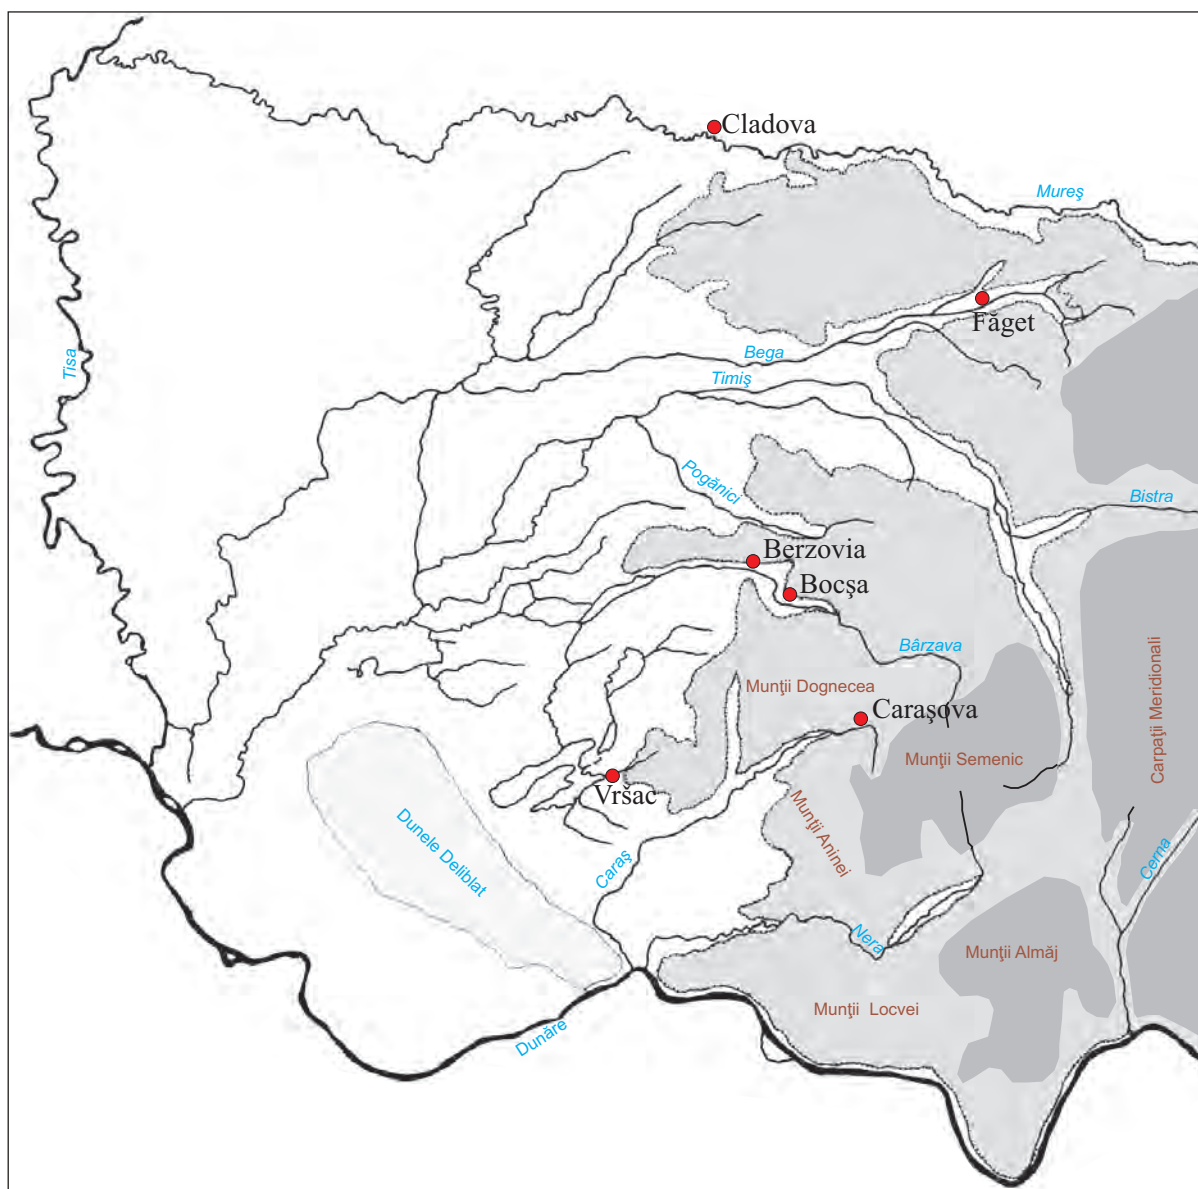 Cladova
Mureş
Făget
Tisa
Bega
Timiş
Pogănici
Bistra
Berzovia
Bocşa
Bârzava
Munţii Dognecea
Caraşova
Carpaţii Meridionali
Munţii Semenic
Vršac
Munţii Aninei
Dunele Deliblat
Caraş
Cerna
Nera
Munţii Almăj
Munţii Locvei
Dunăre